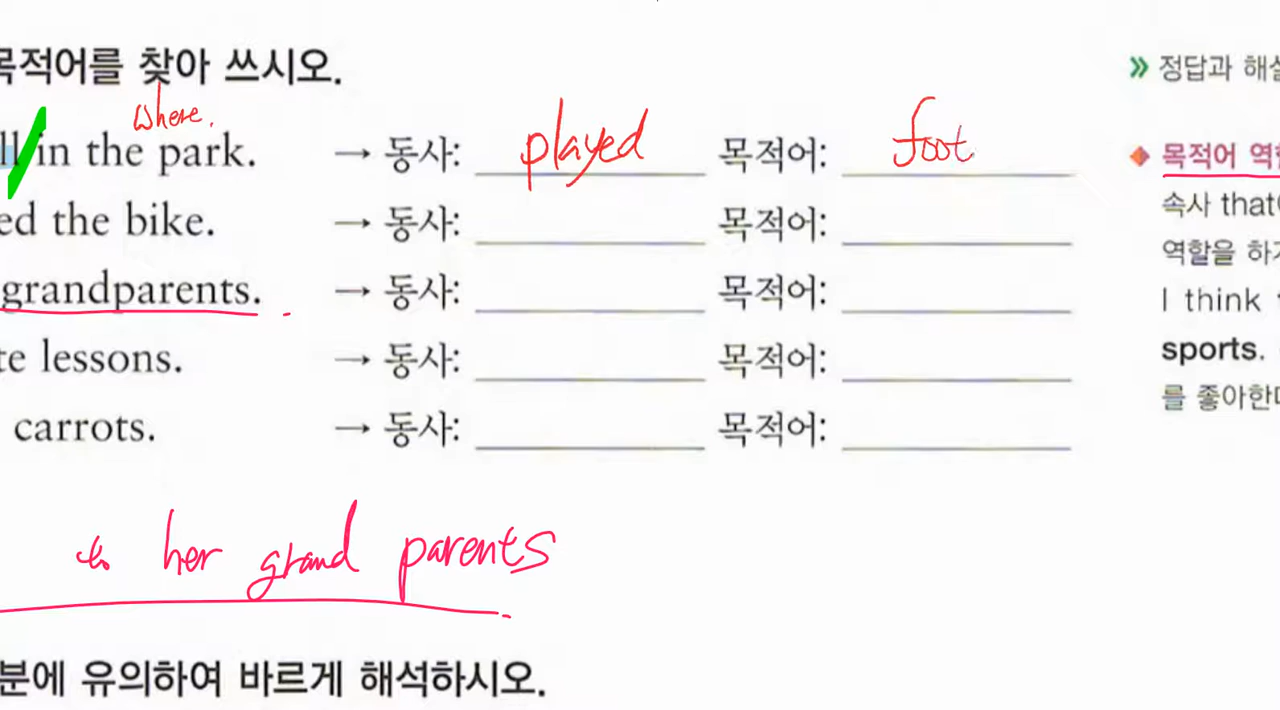 목적어를 찾아 쓰시오.
where.
ll in the park. → 동사: played 목적어: foot
ed the bike. → 동사: 목적어:
grandparents. → 동사: 목적어:
te lessons. → 동사: 목적어:
carrots. → 동사: 목적어:
to her grand parents
분에 유의하여 바르게 해석하시오.
» 정답과 해설
◆ 목적어 역할
속사 that
역할을 하
I think
sports.
를 좋아한